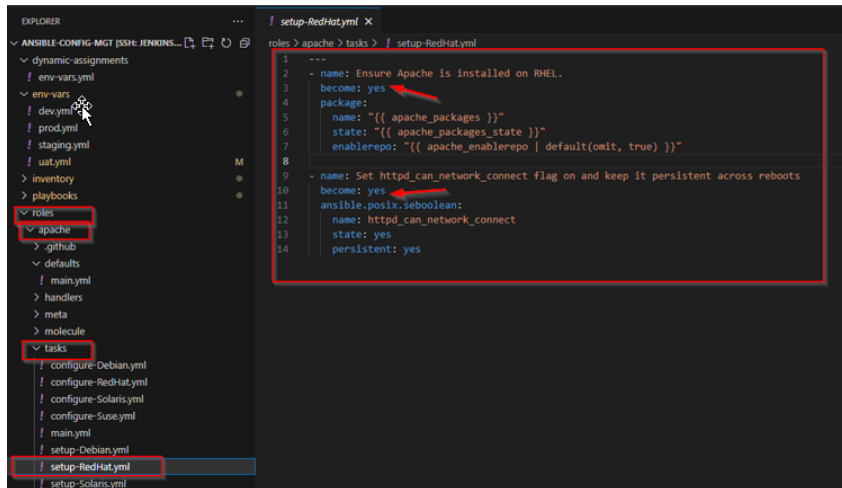 EXPLORER
ANSIBLE-CONFIG-MGT [SSH: JENKINS...
dynamic-assignments
! env-vars.yml
env-vars
! dev.yml
! prod.yml
! staging.yml
! uat.yml M
inventory
playbooks
roles
apache
.github
defaults
! main.yml
handlers
meta
molecule
tasks
! configure-Debian.yml
! configure-RedHat.yml
! configure-Solaris.yml
! configure-Suse.yml
! main.yml
! setup-Debian.yml
! setup-RedHat.yml
! setup-Solaris.yml
! setup-RedHat.yml ×
roles > apache > tasks > ! setup-RedHat.yml
1 ---
2 - name: Ensure Apache is installed on RHEL.
3 become: yes
4 package:
5 name: "{{ apache_packages }}"
6 state: "{{ apache_packages_state }}"
7 enablerepo: "{{ apache_enablerepo | default(omit, true) }}"
8
9 - name: Set httpd_can_network_connect flag on and keep it persistent across reboots
10 become: yes
11 ansible.posix.seboolean:
12 name: httpd_can_network_connect
13 state: yes
14 persistent: yes